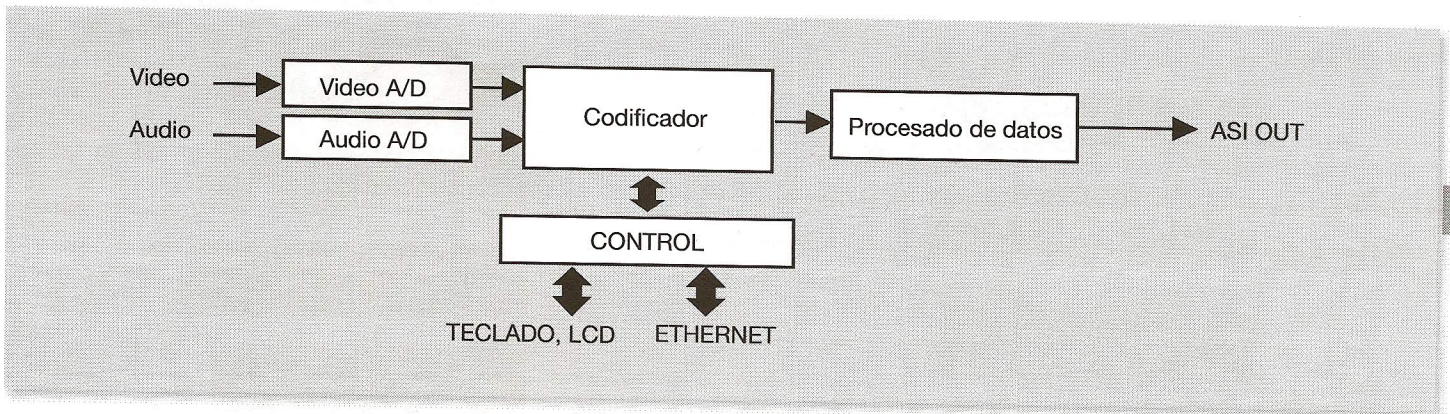 Video
Video A/D
Audio
Audio A/D
Codificador
Procesado de datos
ASI OUT
CONTROL
TECLADO, LCD
ETHERNET